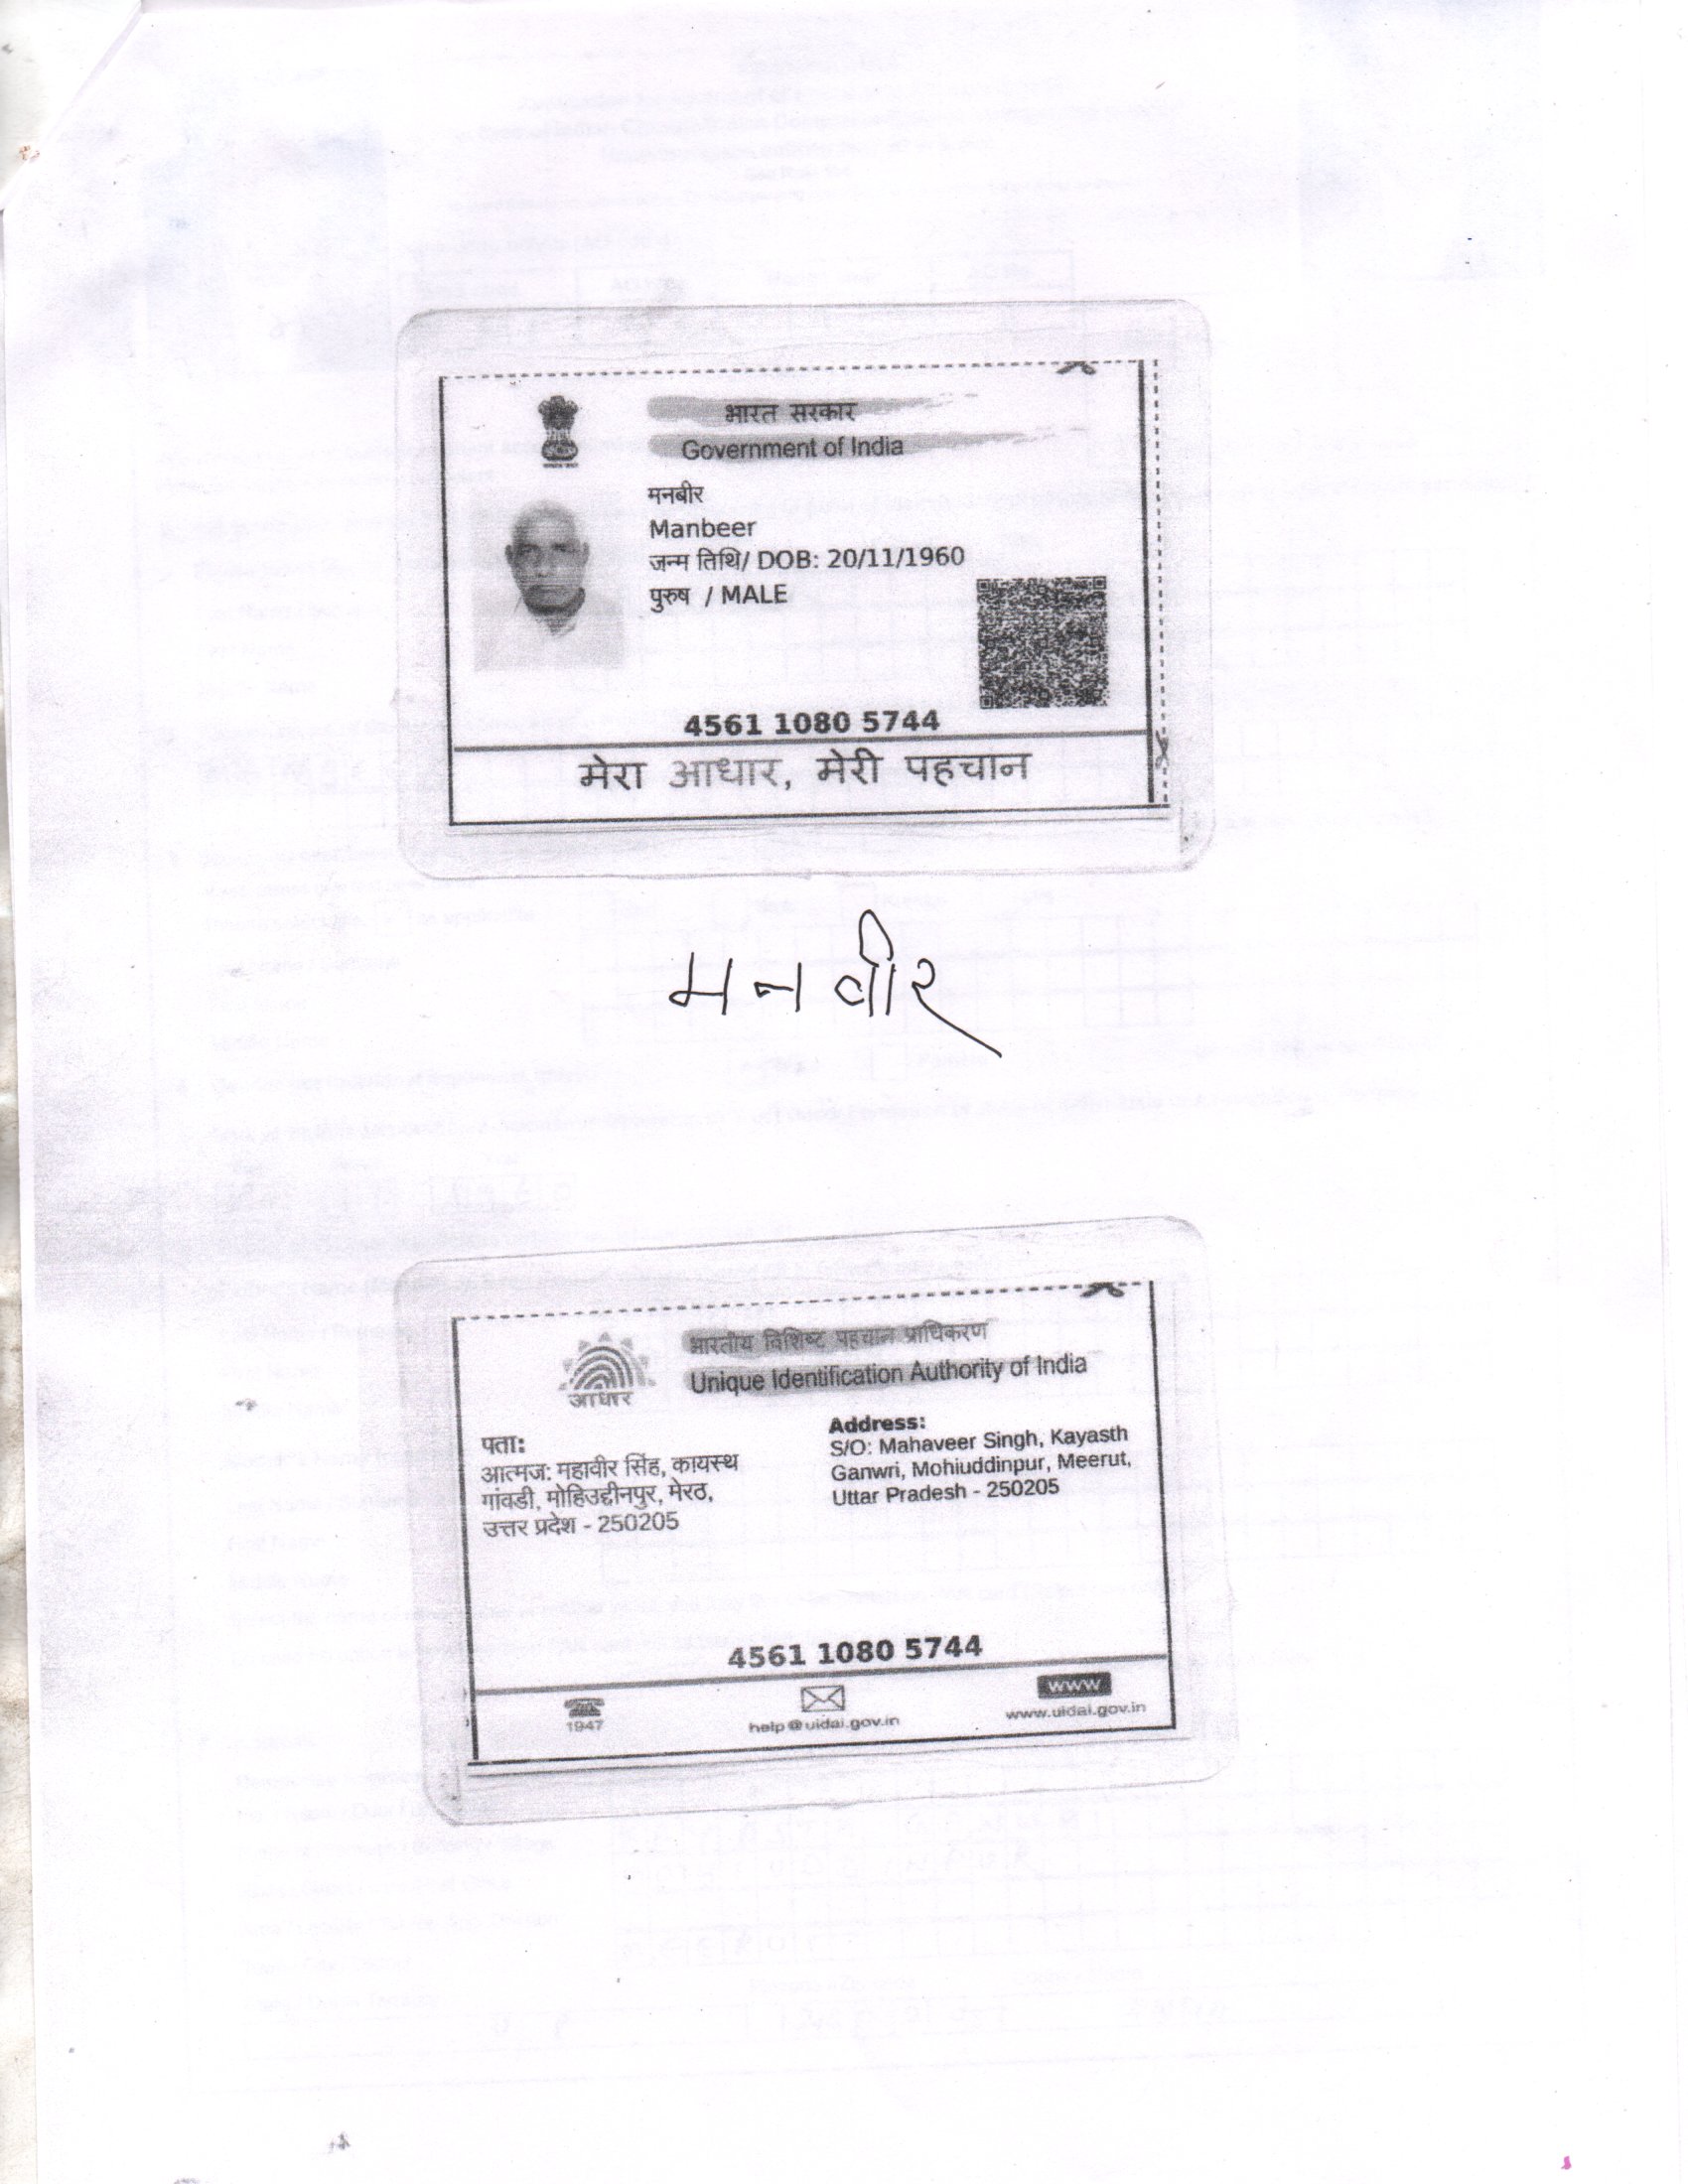 भारत सरकार
Government of India
मनबीर
Manbeer
जन्म तिथि/ DOB: 20/11/1960
पुरुष / MALE
4561 1080 5744
मेरा आधार, मेरी पहचान
मनवीर
भारतीय विशिष्ट पहचान प्राधिकरण
Unique Identification Authority of India
आधार
पता:
आत्मज: महावीर सिंह, कायस्थ
गांवडी, मोहिउद्दीनपुर, मेरठ,
उत्तर प्रदेश - 250205
Address:
S/O: Mahaveer Singh, Kayasth
Ganwri, Mohiuddinpur, Meerut,
Uttar Pradesh - 250205
4561 1080 5744
1947
help@uidai.gov.in
www
www.uidai.gov.in